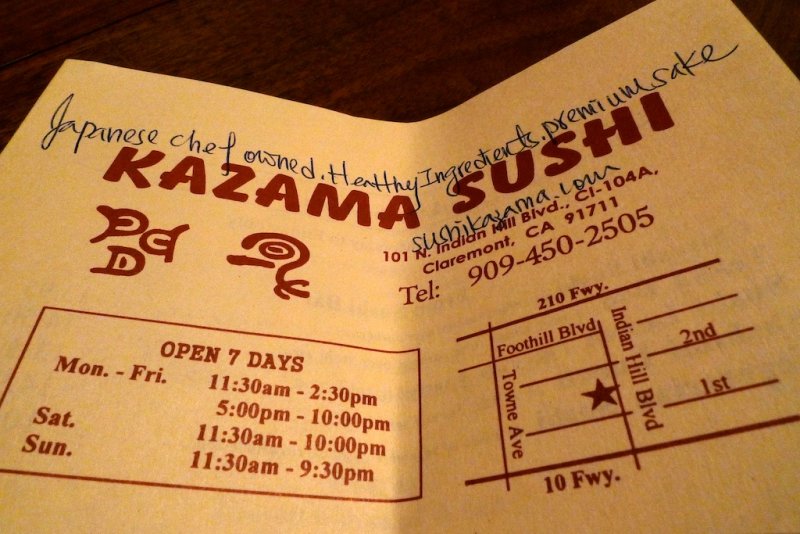 Japanese chef owned. Healthy Ingredients. premium sake
KAZAMA SUSHI
sushikazama.com
101 N. Indian Hill Blvd., CI-104A,
Claremont, CA 91711
Tel: 909-450-2505
OPEN 7 DAYS
Mon. - Fri. 11:30am - 2:30pm
5:00pm - 10:00pm
Sat. 11:30am - 10:00pm
Sun. 11:30am - 9:30pm
210 Fwy.
Foothill Blvd
Indian Hill Blvd
2nd
Towne Ave
1st
10 Fwy.